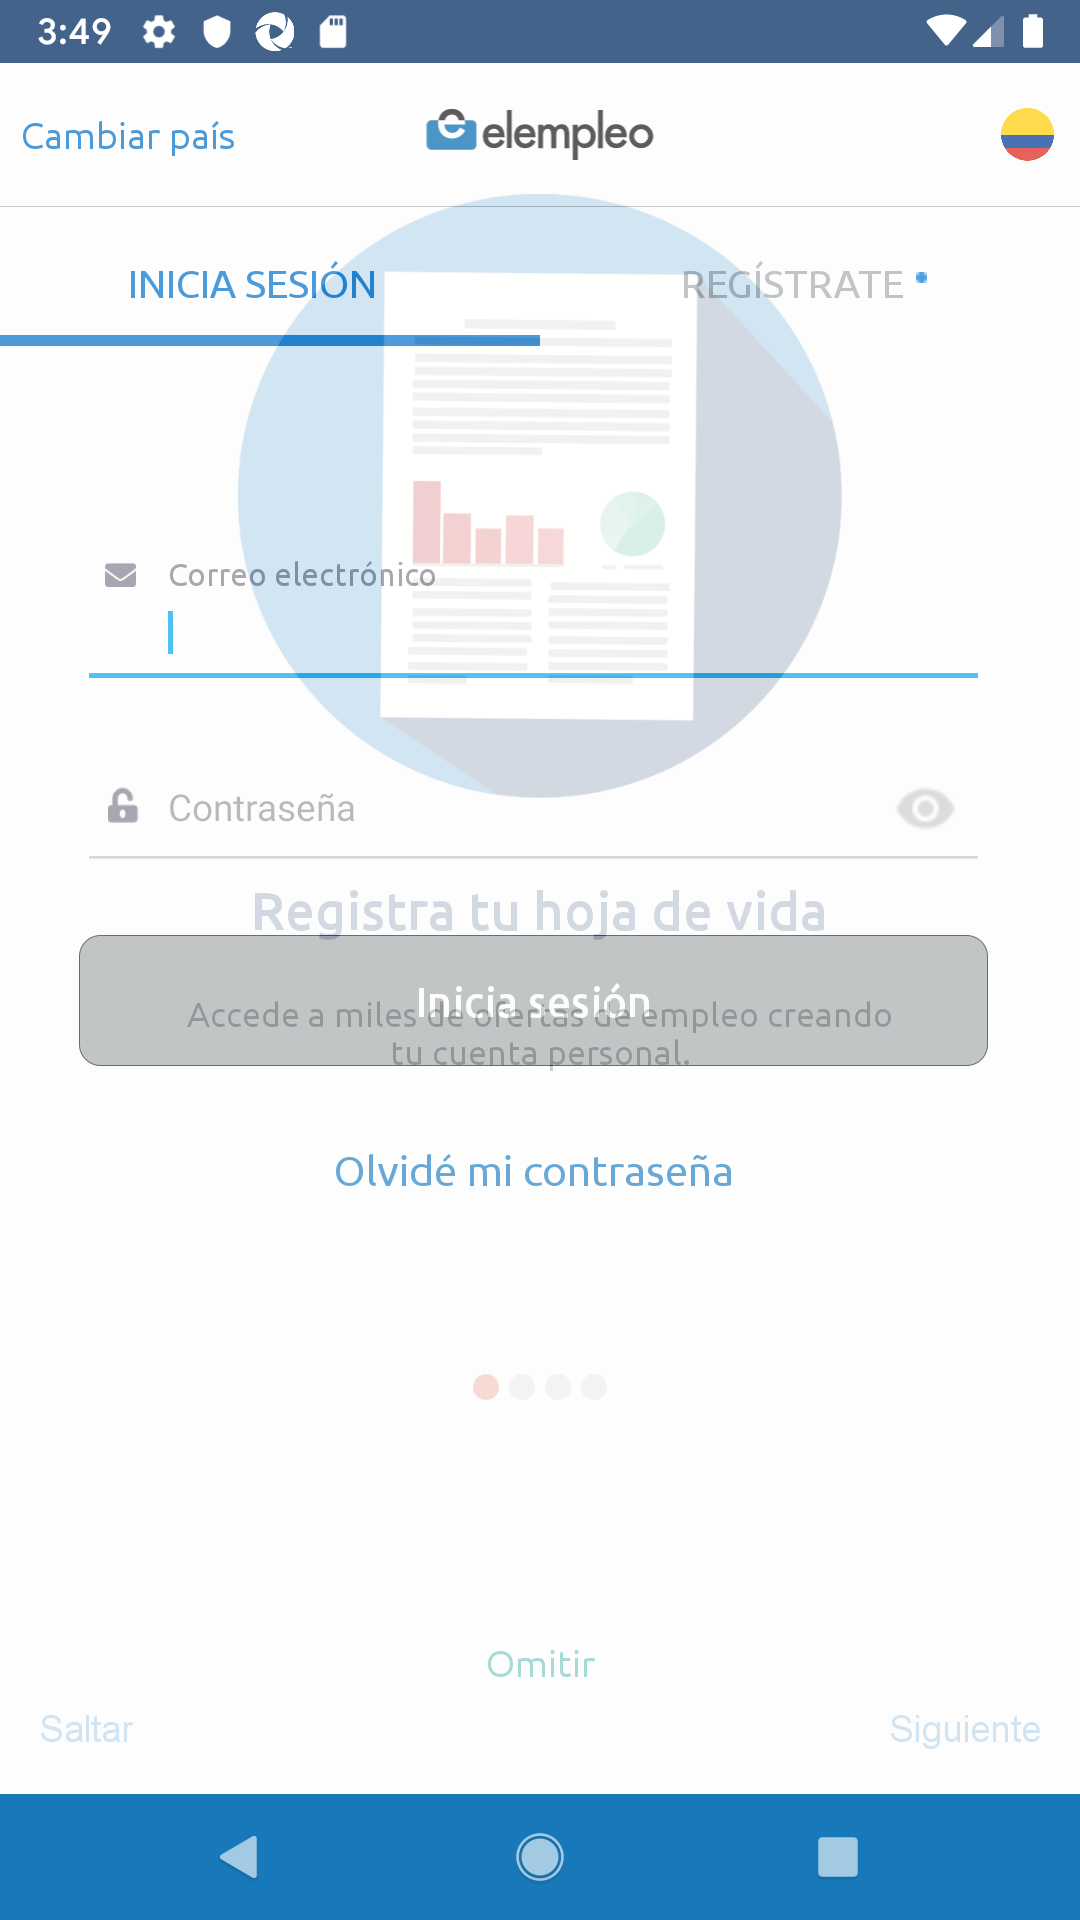 3:49
Cambiar país
elempleo
INICIA SESIÓN
REGÍSTRATE
Correo electrónico
Contraseña
Registra tu hoja de vida
Inicia sesión
Accede a miles de ofertas de empleo creando
tu cuenta personal.
Olvidé mi contraseña
Omitir
Saltar
Siguiente